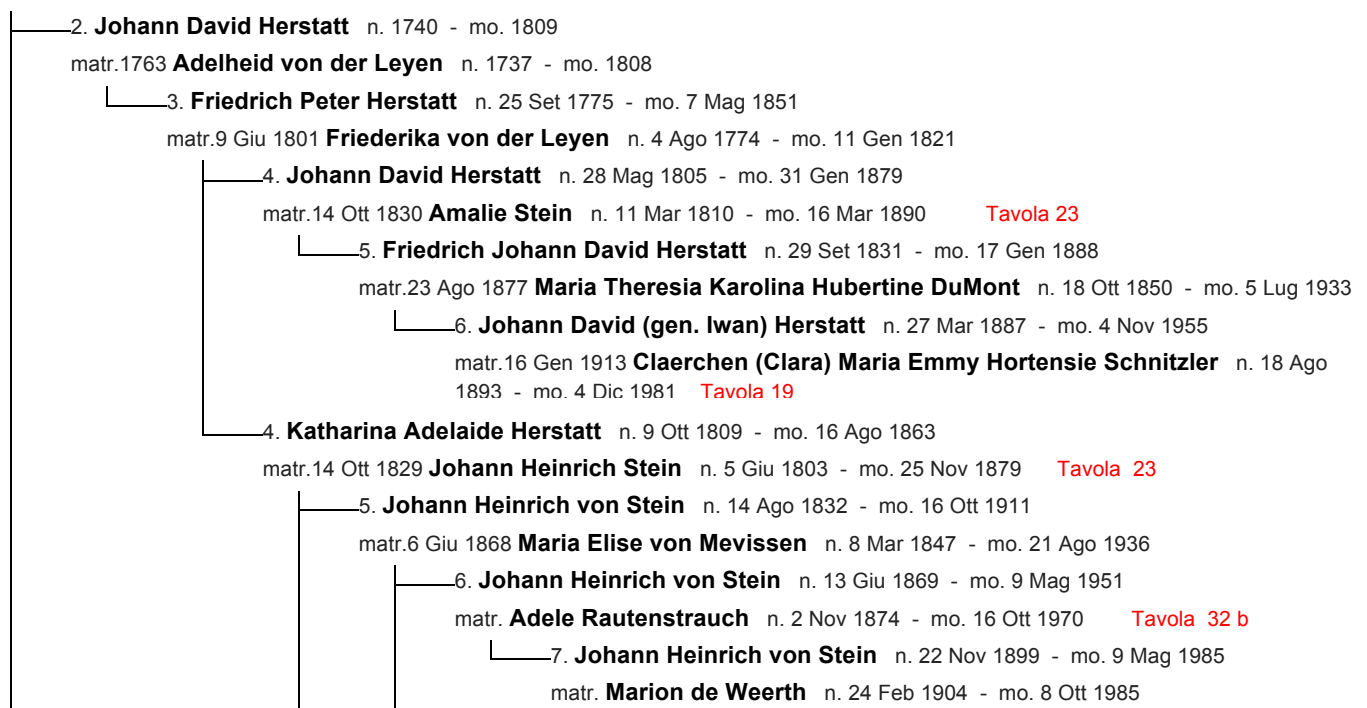 2. Johann David Herstatt n. 1740 - mo. 1809
matr.1763 Adelheid von der Leyen n. 1737 - mo. 1808
3. Friedrich Peter Herstatt n. 25 Set 1775 - mo. 7 Mag 1851
matr.9 Giu 1801 Friederika von der Leyen n. 4 Ago 1774 - mo. 11 Gen 1821
4. Johann David Herstatt n. 28 Mag 1805 - mo. 31 Gen 1879
matr.14 Ott 1830 Amalie Stein n. 11 Mar 1810 - mo. 16 Mar 1890 Tavola 23
5. Friedrich Johann David Herstatt n. 29 Set 1831 - mo. 17 Gen 1888
matr.23 Ago 1877 Maria Theresia Karolina Hubertine DuMont n. 18 Ott 1850 - mo. 5 Lug 1933
6. Johann David (gen. Iwan) Herstatt n. 27 Mar 1887 - mo. 4 Nov 1955
matr.16 Gen 1913 Claerchen (Clara) Maria Emmy Hortensie Schnitzler n. 18 Ago
1893 - mo. 4 Dic 1981 Tavola 19
4. Katharina Adelaide Herstatt n. 9 Ott 1809 - mo. 16 Ago 1863
matr.14 Ott 1829 Johann Heinrich Stein n. 5 Giu 1803 - mo. 25 Nov 1879 Tavola 23
5. Johann Heinrich von Stein n. 14 Ago 1832 - mo. 16 Ott 1911
matr.6 Giu 1868 Maria Elise von Mevissen n. 8 Mar 1847 - mo. 21 Ago 1936
6. Johann Heinrich von Stein n. 13 Giu 1869 - mo. 9 Mag 1951
matr. Adele Rautenstrauch n. 2 Nov 1874 - mo. 16 Ott 1970 Tavola 32 b
7. Johann Heinrich von Stein n. 22 Nov 1899 - mo. 9 Mag 1985
matr. Marion de Weerth n. 24 Feb 1904 - mo. 8 Ott 1985